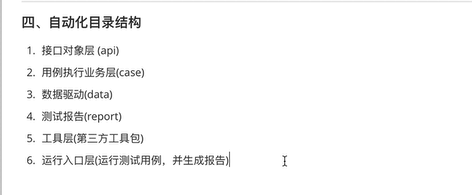 四、自动化目录结构
1. 接口对象层 (api)
2. 用例执行业务层(case)
3. 数据驱动(data)
4. 测试报告(report)
5. 工具层(第三方工具包)
6. 运行入口层(运行测试用例，并生成报告)